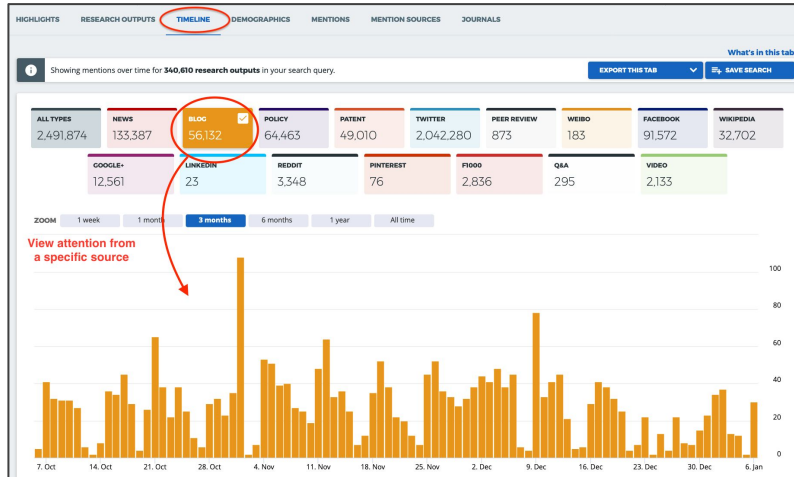 HIGHLIGHTS RESEARCH OUTPUTS TIMELINE DEMOGRAPHICS MENTIONS MENTION SOURCES JOURNALS
What's in this tab
i Showing mentions over time for 340,610 research outputs in your search query.
EXPORT THIS TAB SAVE SEARCH
ALL TYPES NEWS BLOG POLICY PATENT TWITTER PEER REVIEW WEIBO FACEBOOK WIKIPEDIA
2,491,874 133,387 56,132 64,463 49,010 2,042,280 873 183 91,572 32,702
GOOGLE+ LINKEDIN REDDIT PINTEREST F1000 Q&A VIDEO
12,561 23 3,348 76 2,836 295 2,133
ZOOM 1 week 1 month 3 months 6 months 1 year All time
View attention from
a specific source
100
80
60
40
20
0
7. Oct 14. Oct 21. Oct 28. Oct 4. Nov 11. Nov 18. Nov 25. Nov 2. Dec 9. Dec 16. Dec 23. Dec 30. Dec 6. Jan